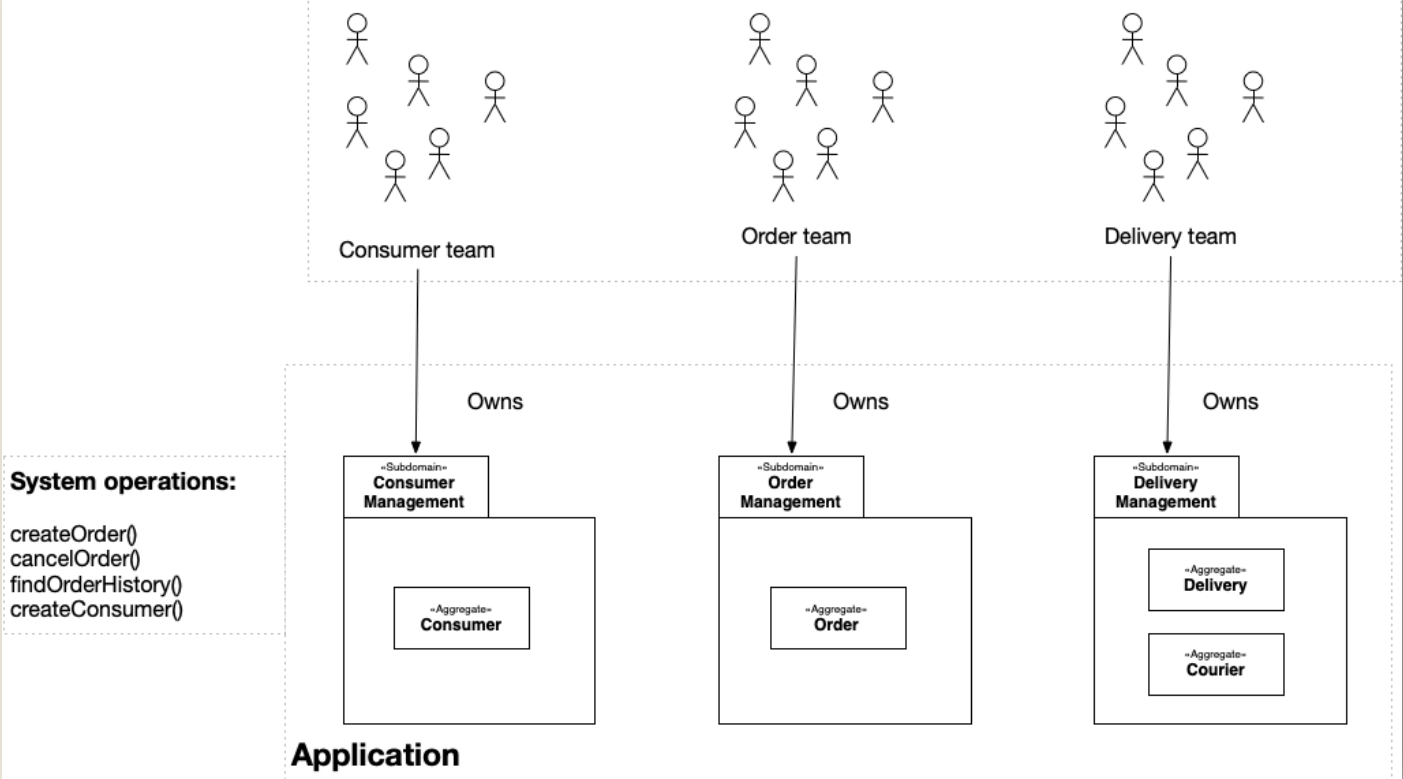 Consumer team
Order team
Delivery team
Owns
Owns
Owns
System operations:
createOrder()
cancelOrder()
findOrderHistory()
createConsumer()
«Subdomain»
Consumer
Management
«Aggregate»
Consumer
«Subdomain»
Order
Management
«Aggregate»
Order
«Subdomain»
Delivery
Management
«Aggregate»
Delivery
«Aggregate»
Courier
Application